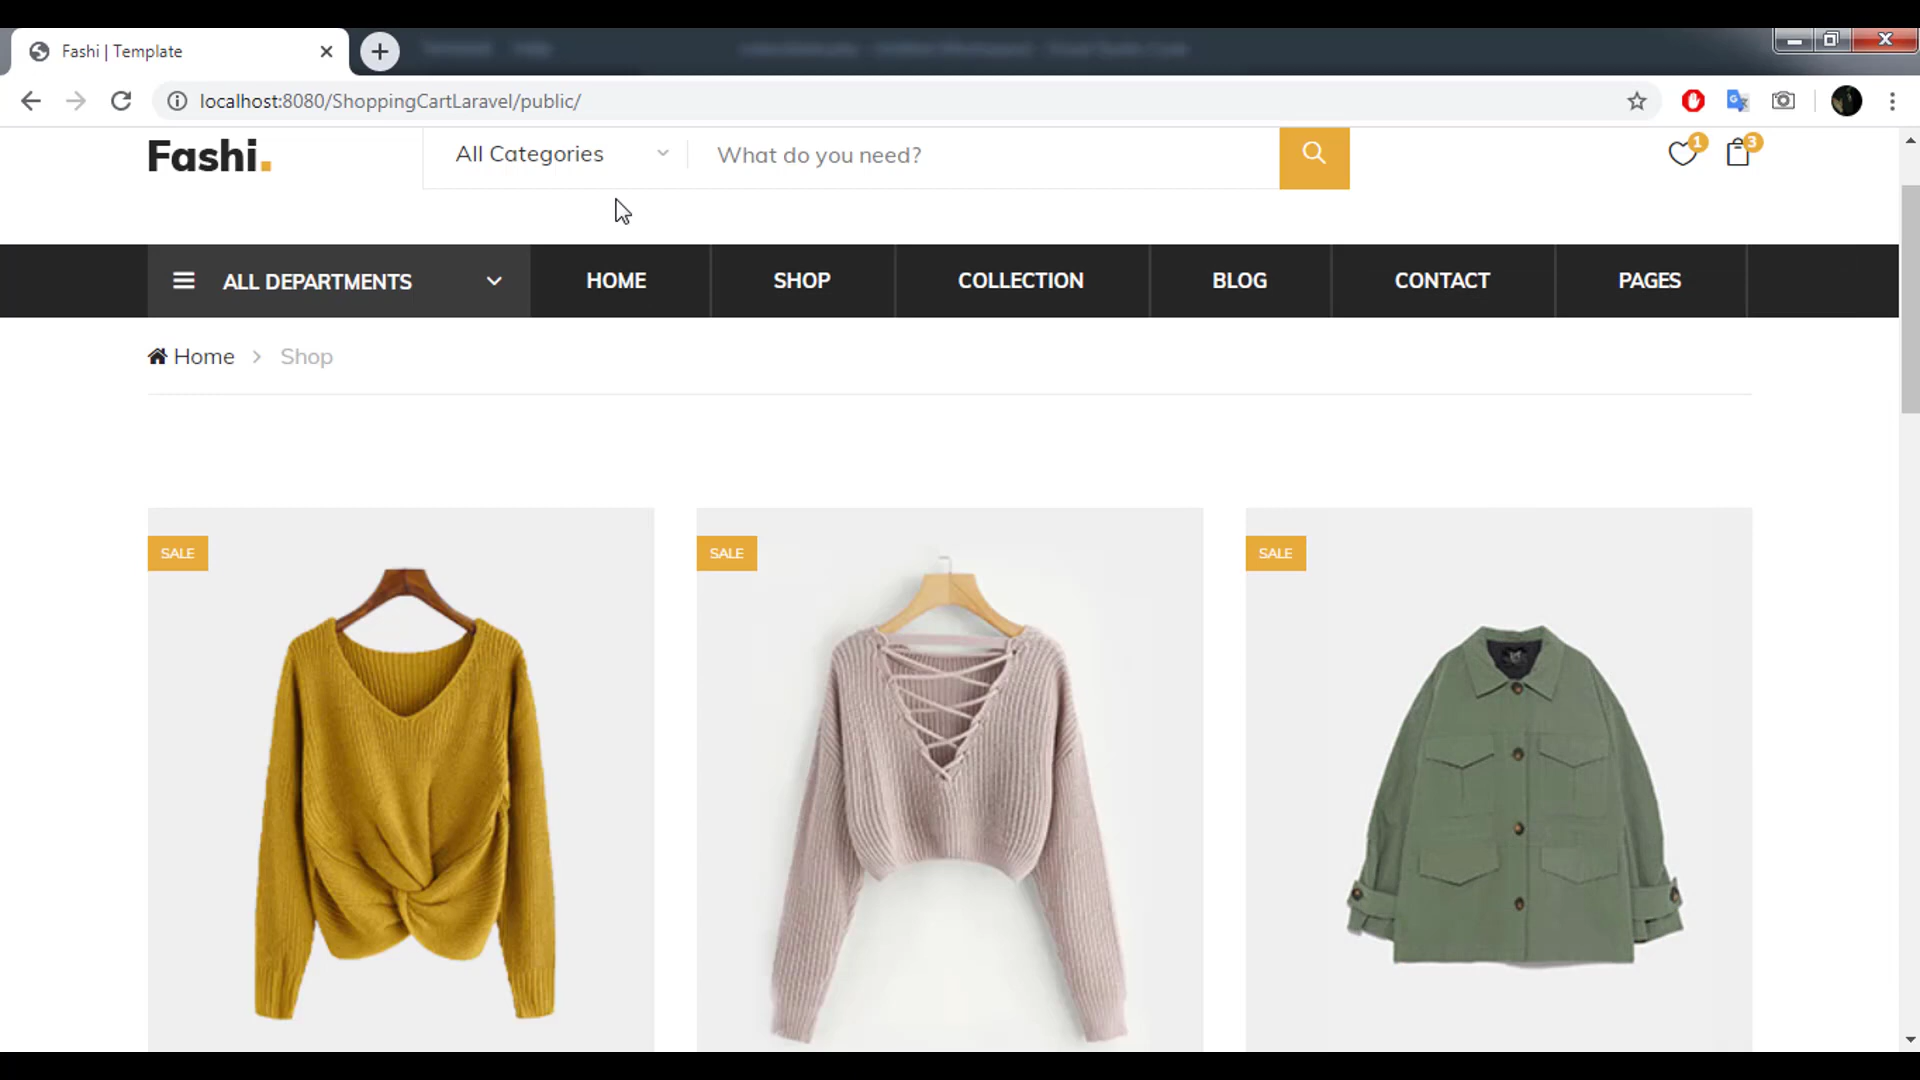 Fashi | Template
localhost:8080/ShoppingCartLaravel/public/
Fashi.
All Categories
What do you need?
1
3
ALL DEPARTMENTS
HOME
SHOP
COLLECTION
BLOG
CONTACT
PAGES
Home
Shop
SALE
SALE
SALE